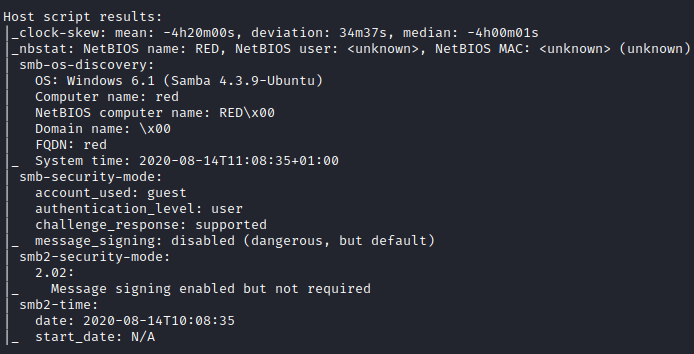 Host script results:
|_clock-skew: mean: -4h20m00s, deviation: 34m37s, median: -4h00m01s
|_nbstat: NetBIOS name: RED, NetBIOS user: <unknown>, NetBIOS MAC: <unknown> (unknown)
| smb-os-discovery:
|   OS: Windows 6.1 (Samba 4.3.9-Ubuntu)
|   Computer name: red
|   NetBIOS computer name: RED\x00
|   Domain name: \x00
|   FQDN: red
|_  System time: 2020-08-14T11:08:35+01:00
| smb-security-mode:
|   account_used: guest
|   authentication_level: user
|   challenge_response: supported
|_  message_signing: disabled (dangerous, but default)
| smb2-security-mode:
|   2.02:
|_    Message signing enabled but not required
| smb2-time:
|   date: 2020-08-14T10:08:35
|_  start_date: N/A